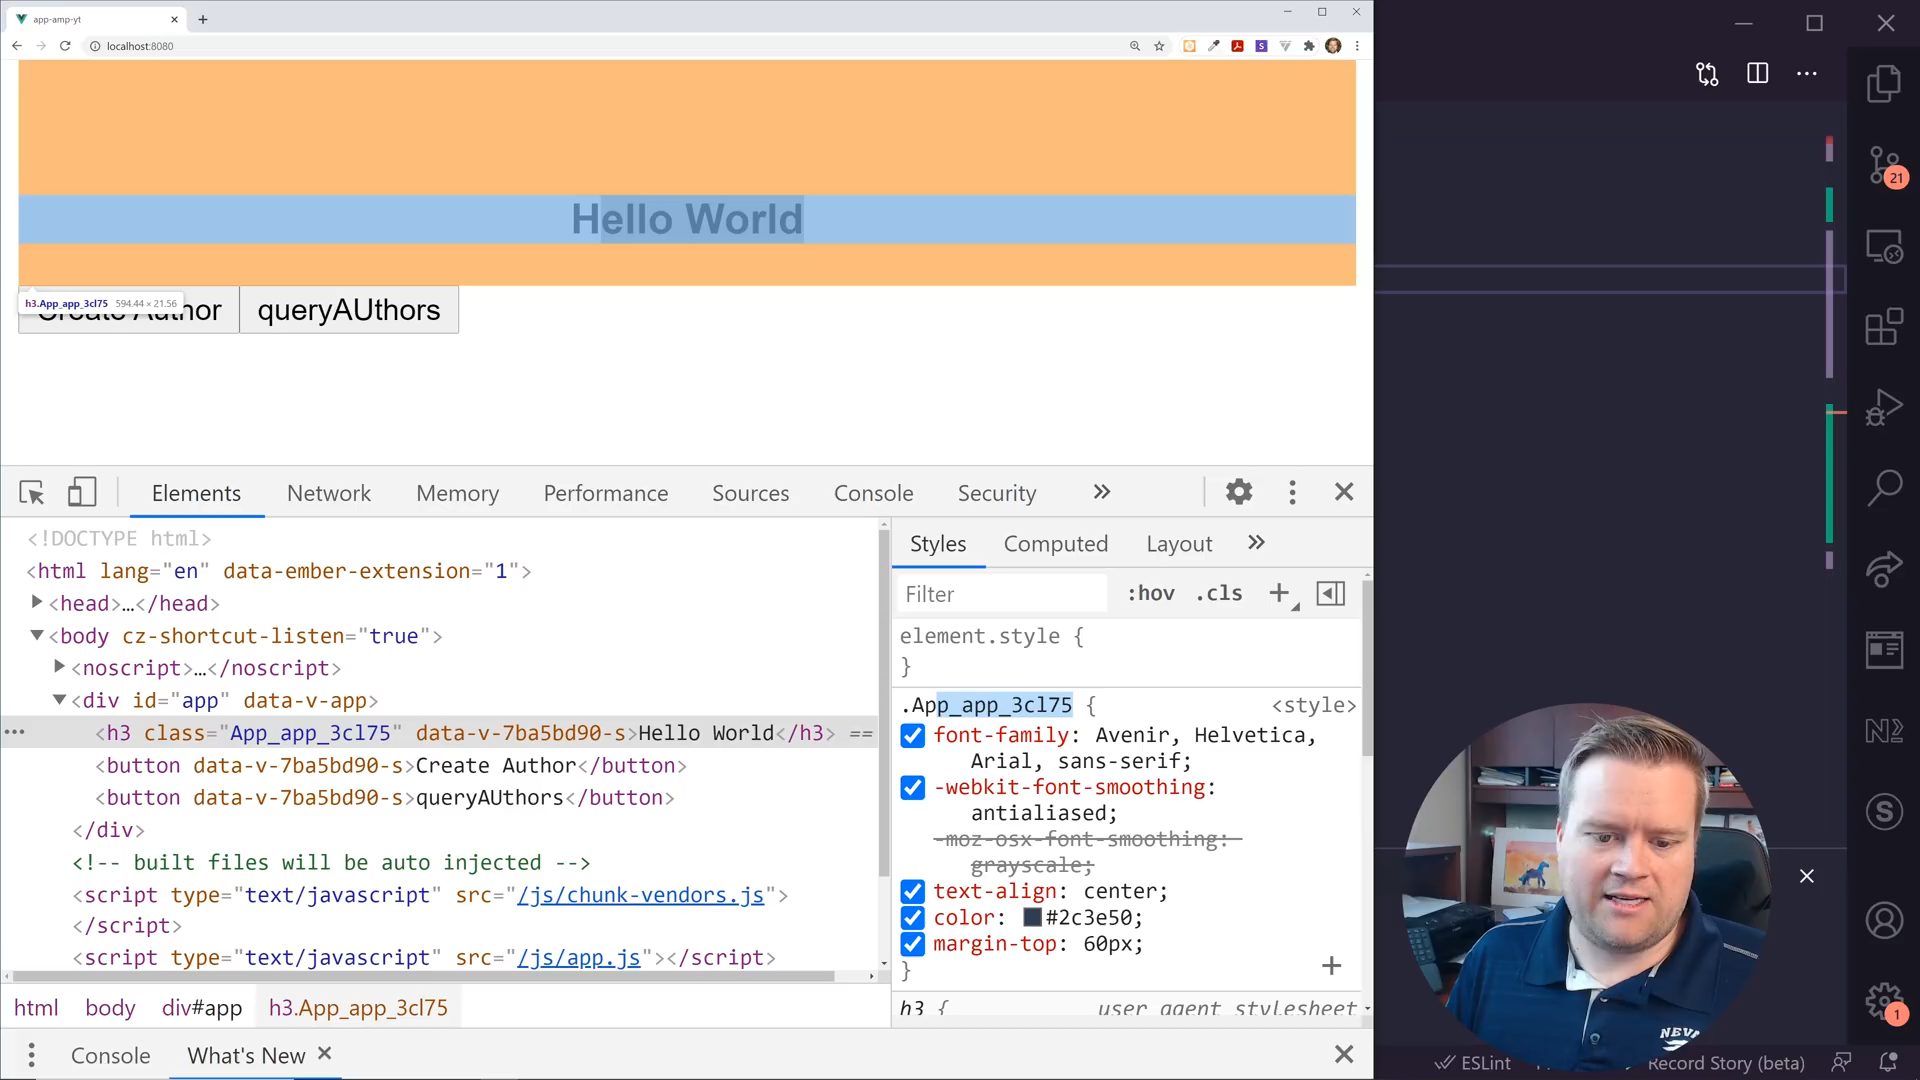 app-amp-yt
localhost:8080
Hello World
h3.App_app_3cl75 594.44 × 21.56
Create Author
queryAUthors
21
Elements
Network
Memory
Performance
Sources
Console
Security
<!DOCTYPE html>
<html lang="en" data-ember-extension="1">
<head>…</head>
<body cz-shortcut-listen="true">
<noscript>…</noscript>
<div id="app" data-v-app>
<h3 class="App_app_3cl75" data-v-7ba5bd90-s>Hello World</h3> ==
<button data-v-7ba5bd90-s>Create Author</button>
<button data-v-7ba5bd90-s>queryAUthors</button>
</div>
<!-- built files will be auto injected -->
<script type="text/javascript" src="/js/chunk-vendors.js">
</script>
<script type="text/javascript" src="/js/app.js"></script>
html
body
div#app
h3.App_app_3cl75
Styles
Computed
Layout
Filter
:hov
.cls
element.style {
}
.App_app_3cl75 {
<style>
font-family: Avenir, Helvetica,
Arial, sans-serif;
-webkit-font-smoothing:
antialiased;
-moz-osx-font-smoothing:
grayscale;
text-align: center;
color: #2c3e50;
margin-top: 60px;
}
h3 {
user agent stylesheet
Console
What's New
NEVA
1
ESLint
Record Story (beta)